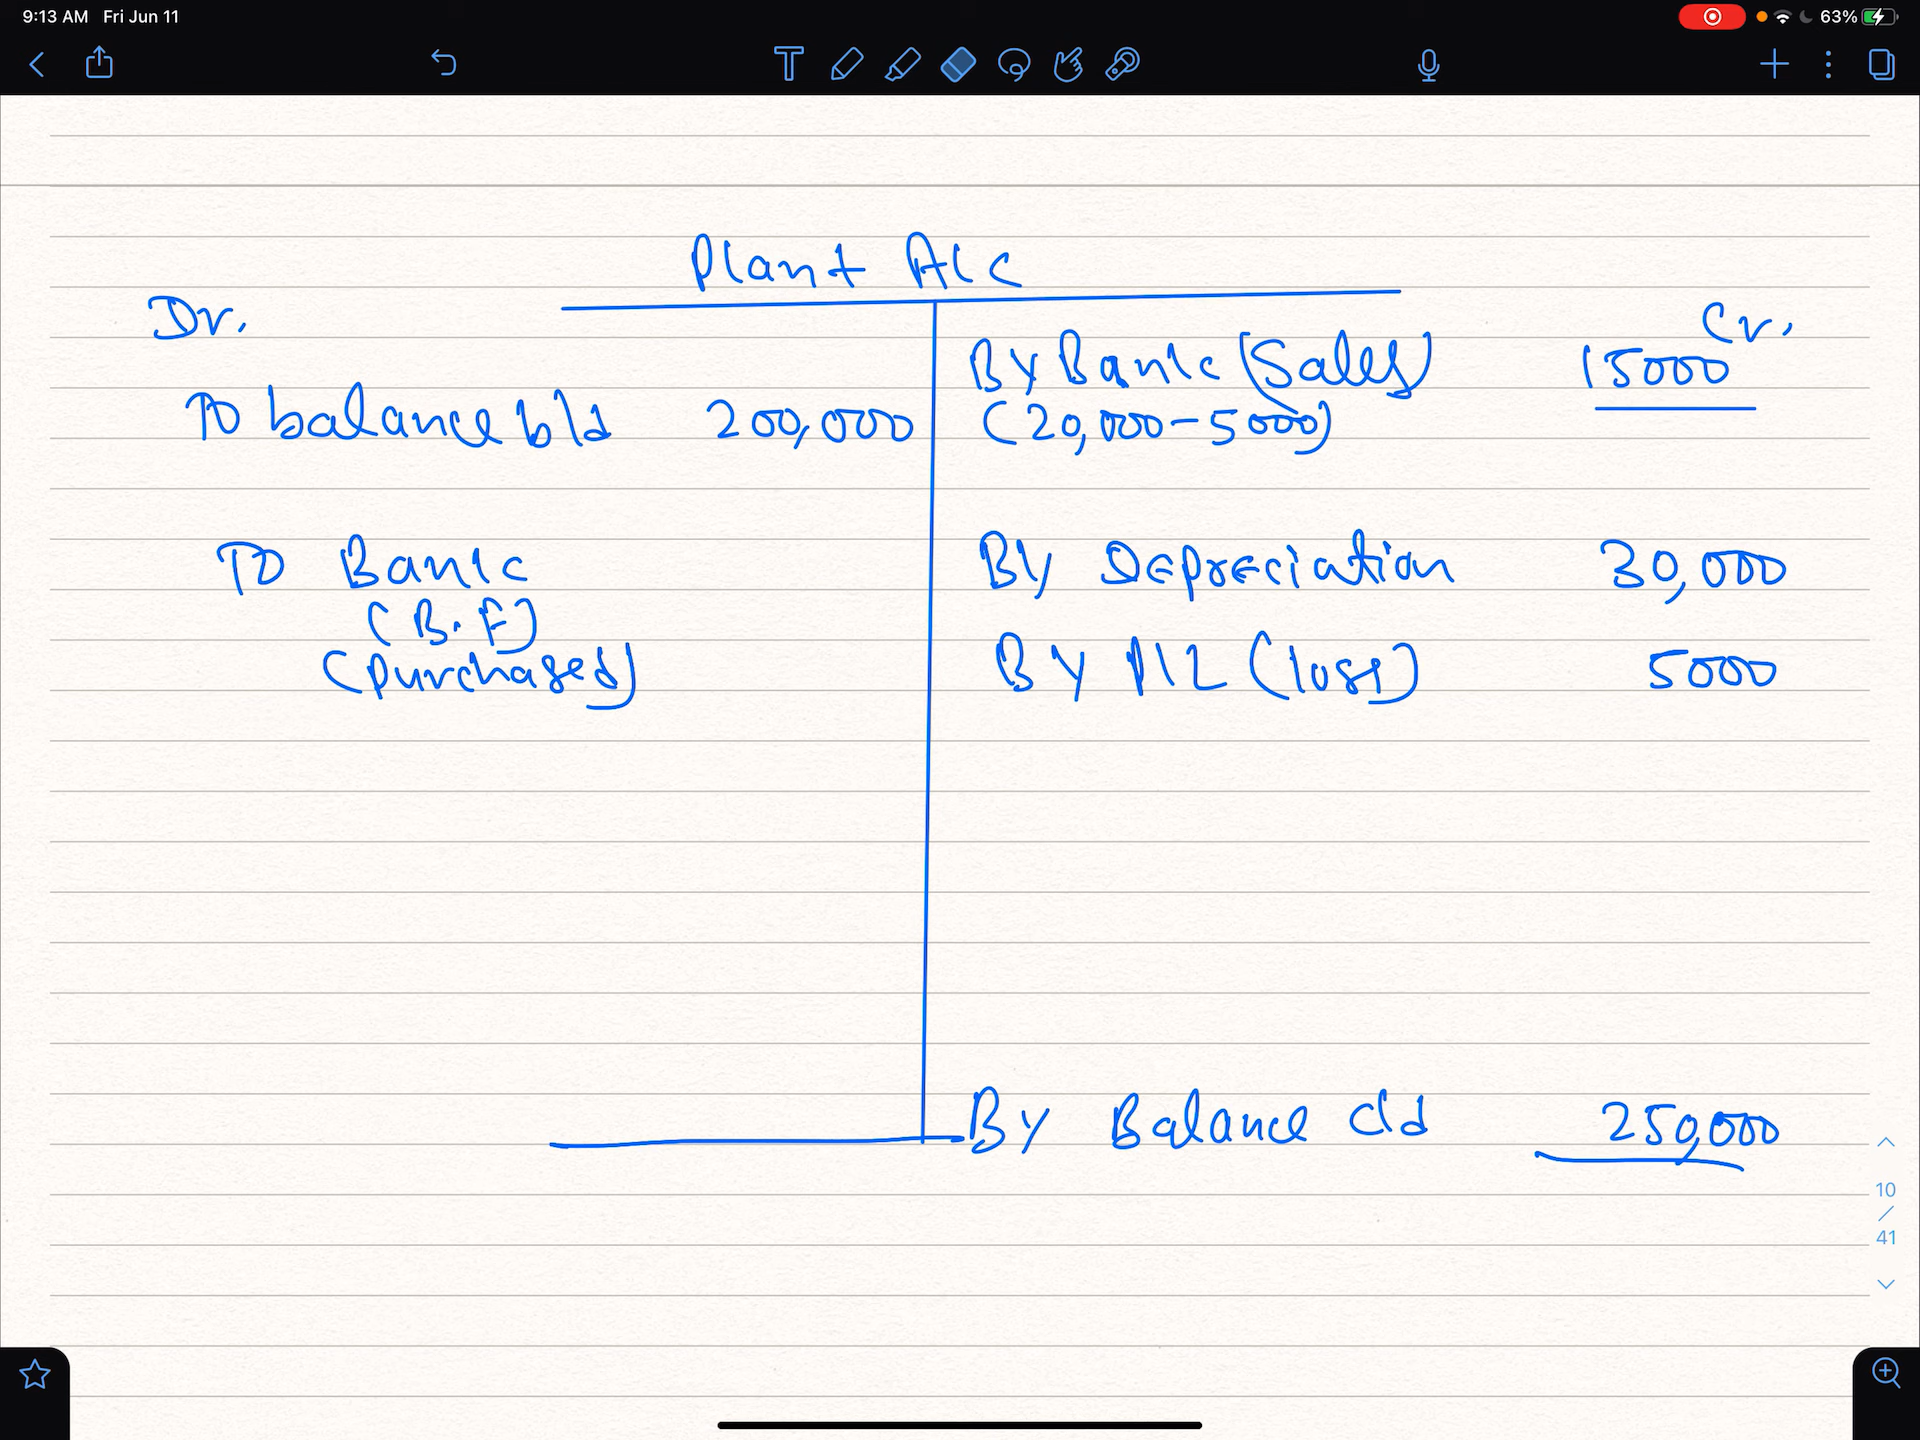 9:13 AM Fri Jun 11
63%
Plant A/c
Dr.
Cr.
By Bank (Sales) 15000
To balance b/d 200,000
(20,000-5000)
To Bank
By Depreciation 30,000
(B.F)
(purchased)
By P/L (loss) 5000
By Balance c/d 250,000
10
/
41